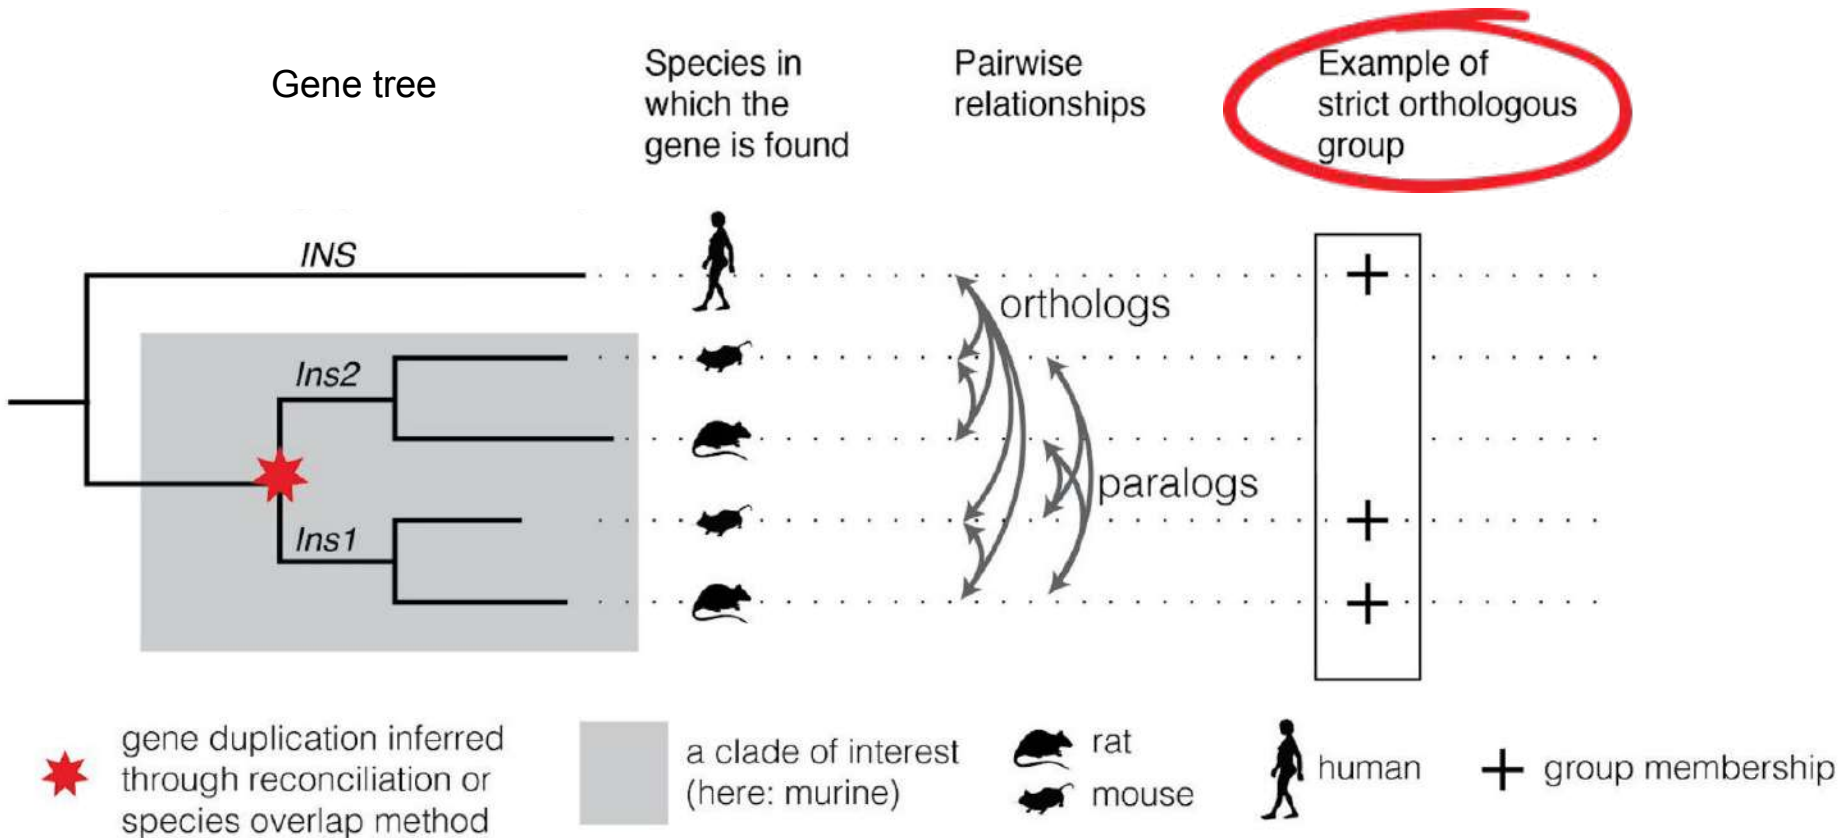 Gene tree
Species in
which the
gene is found
Pairwise
relationships
Example of
strict orthologous
group
INS
orthologs
Ins2
paralogs
Ins1
gene duplication inferred
through reconciliation or
species overlap method
a clade of interest
(here: murine)
rat
mouse
human
group membership